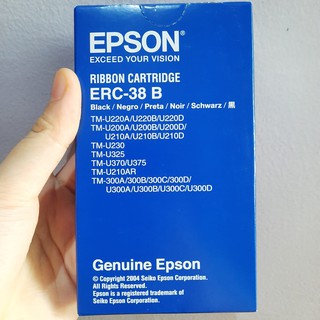 EPSON
EXCEED YOUR VISION
RIBBON CARTRIDGE
ERC-38 B
Black / Negro / Preta / Noir / Schwarz / 黒
TM-U220A/U220B/U220D
TM-U200A/U200B/U200D/
U210A/U210B/U210D
TM-U230
TM-U325
TM-U370/U375
TM-U210AR
TM-300A/300B/300C/300D/
U300A/U300B/U300C/U300D
Genuine Epson
© Copyright 2004 Seiko Epson Corporation.
All Rights Reserved.
Epson is a registered trademark of
Seiko Epson Corporation.